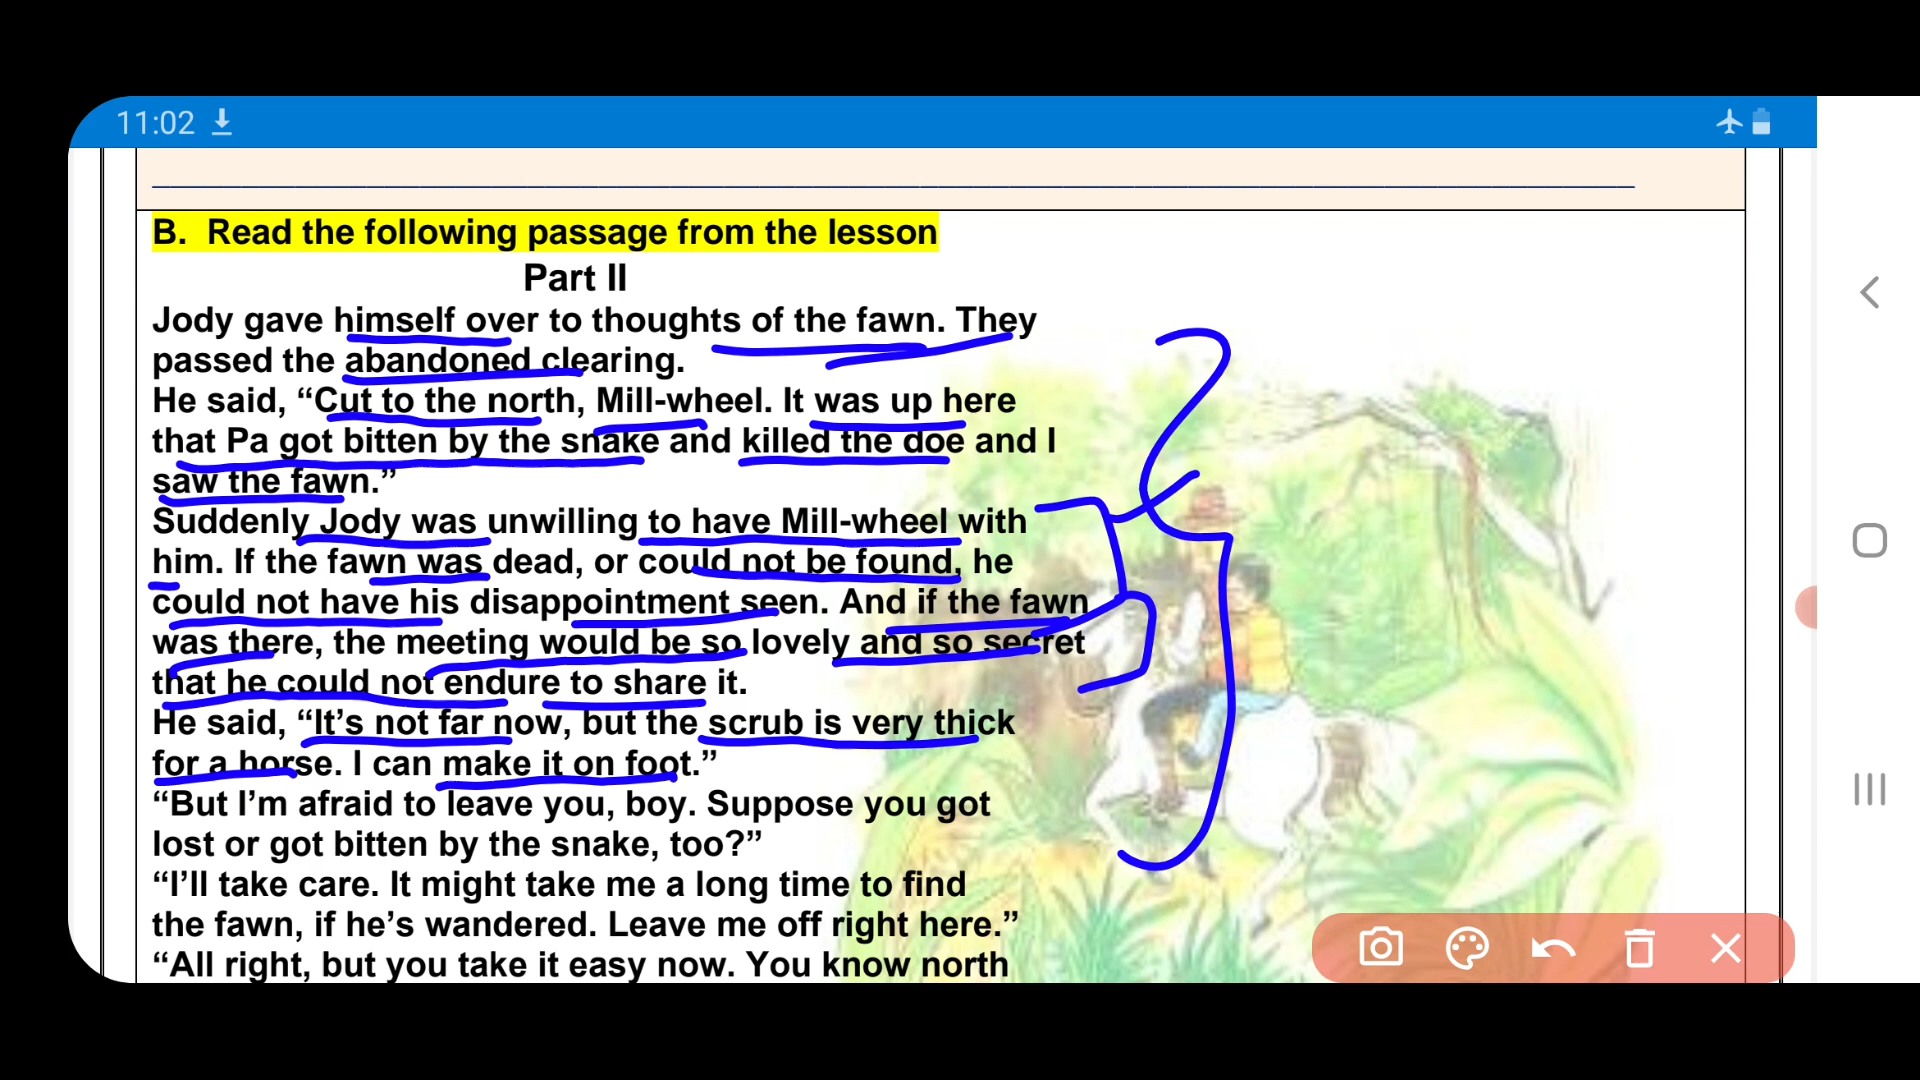 11:02
B. Read the following passage from the lesson
Part II
Jody gave himself over to thoughts of the fawn. They
passed the abandoned clearing.
He said, “Cut to the north, Mill-wheel. It was up here
that Pa got bitten by the snake and killed the doe and I
saw the fawn.”
Suddenly Jody was unwilling to have Mill-wheel with
him. If the fawn was dead, or could not be found, he
could not have his disappointment seen. And if the fawn
was there, the meeting would be so lovely and so secret
that he could not endure to share it.
He said, “It’s not far now, but the scrub is very thick
for a horse. I can make it on foot.”
“But I’m afraid to leave you, boy. Suppose you got
lost or got bitten by the snake, too?”
“I’ll take care. It might take me a long time to find
the fawn, if he’s wandered. Leave me off right here.”
“All right, but you take it easy now. You know north